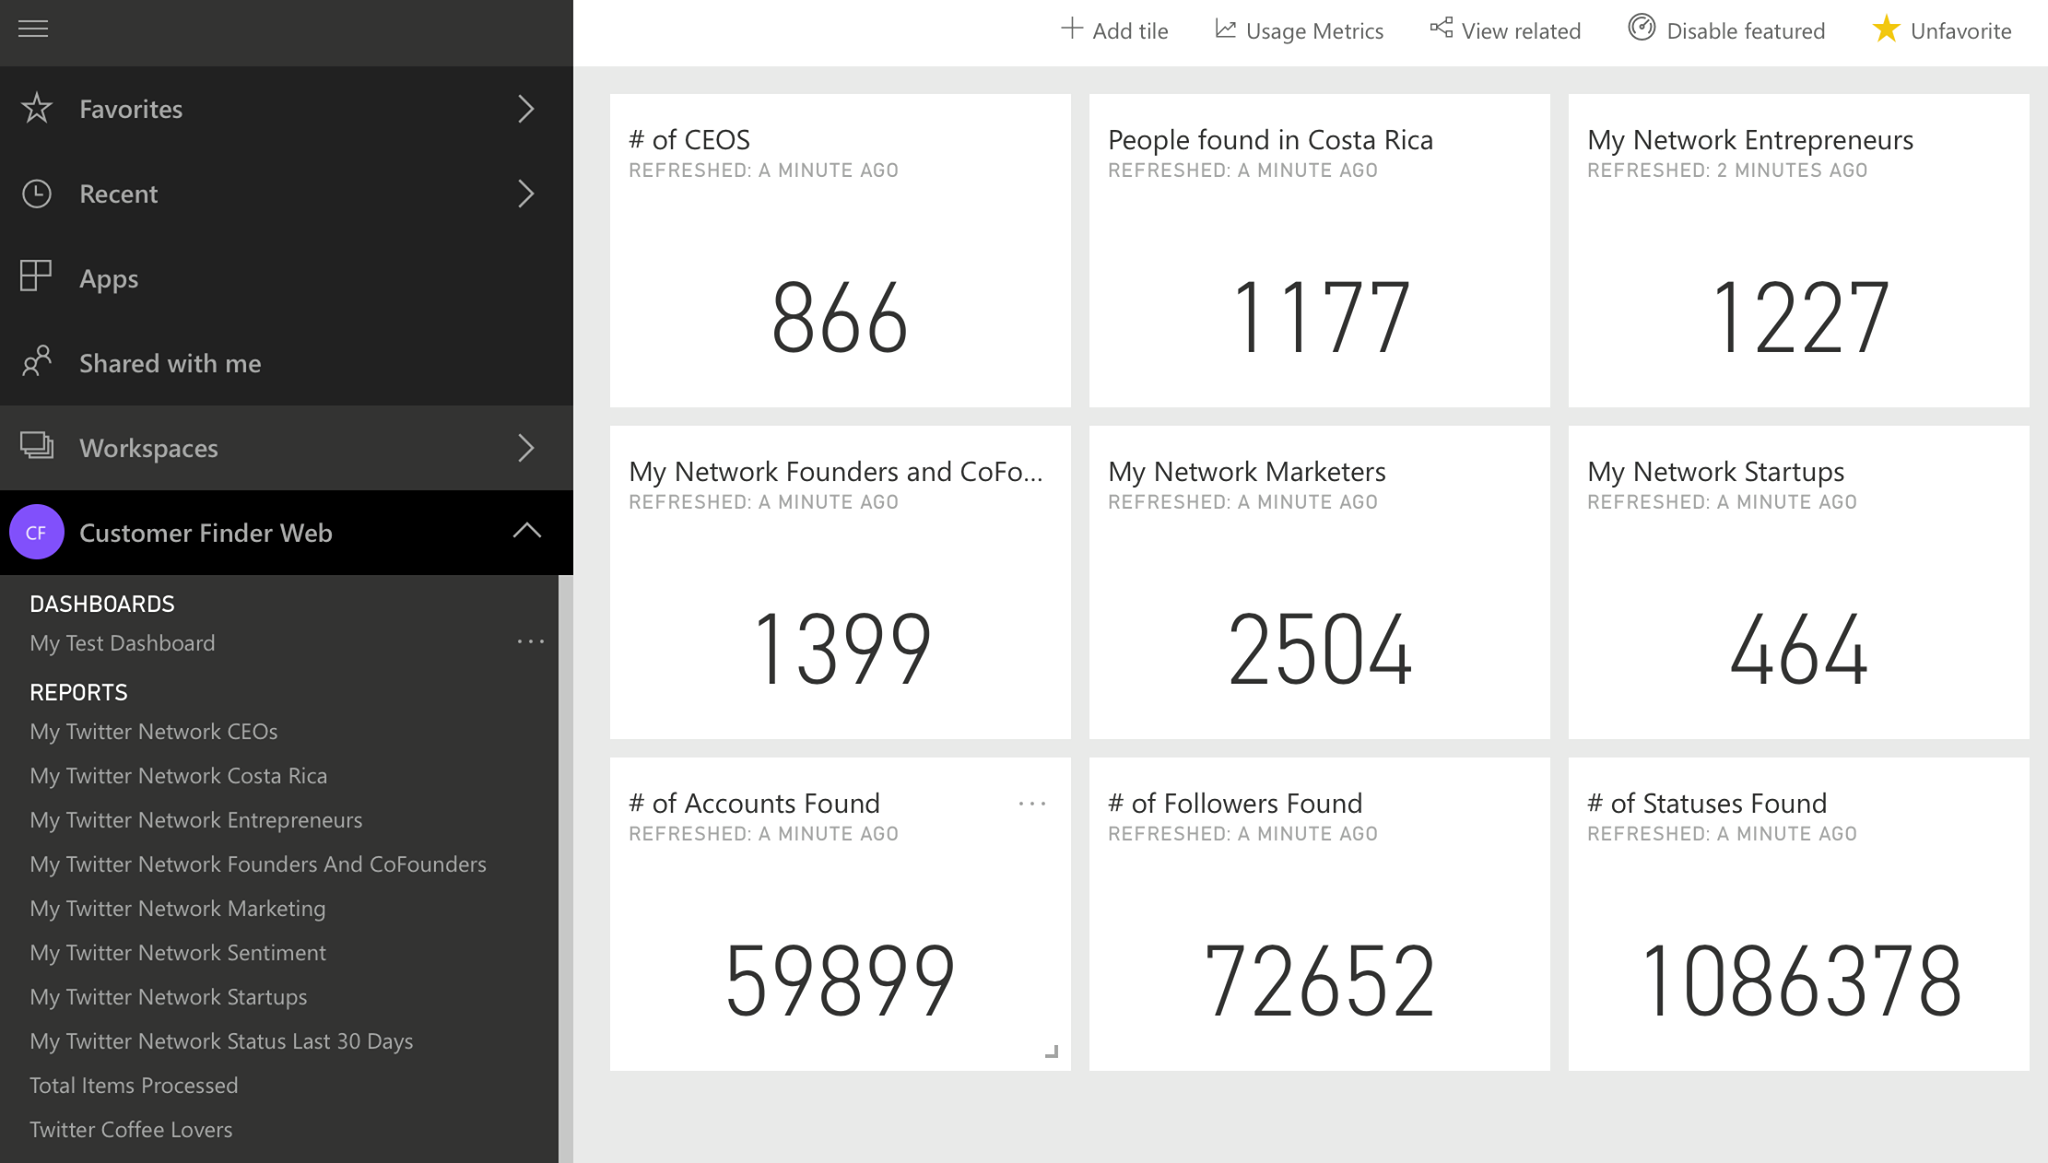 Add tile
Usage Metrics
View related
Disable featured
Unfavorite
Favorites
Recent
Apps
Shared with me
Workspaces
CF
Customer Finder Web
DASHBOARDS
My Test Dashboard
REPORTS
My Twitter Network CEOs
My Twitter Network Costa Rica
My Twitter Network Entrepreneurs
My Twitter Network Founders And CoFounders
My Twitter Network Marketing
My Twitter Network Sentiment
My Twitter Network Startups
My Twitter Network Status Last 30 Days
Total Items Processed
Twitter Coffee Lovers
# of CEOS
REFRESHED: A MINUTE AGO
866
People found in Costa Rica
REFRESHED: A MINUTE AGO
1177
My Network Entrepreneurs
REFRESHED: 2 MINUTES AGO
1227
My Network Founders and CoFo...
REFRESHED: A MINUTE AGO
1399
My Network Marketers
REFRESHED: A MINUTE AGO
2504
My Network Startups
REFRESHED: A MINUTE AGO
464
# of Accounts Found
REFRESHED: A MINUTE AGO
59899
# of Followers Found
REFRESHED: A MINUTE AGO
72652
# of Statuses Found
REFRESHED: A MINUTE AGO
1086378